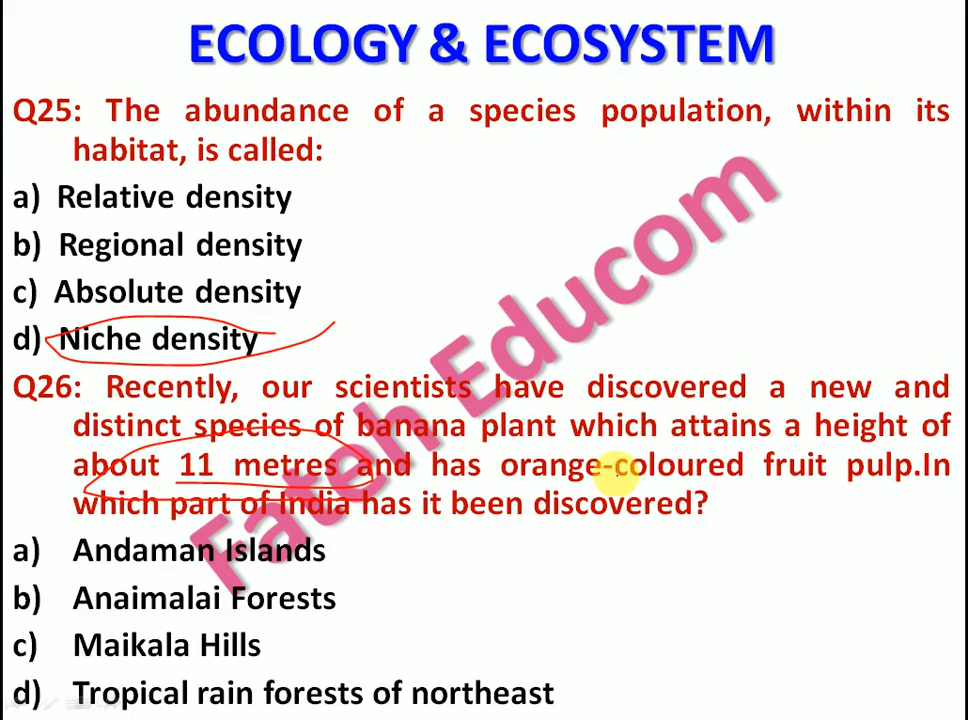 ECOLOGY & ECOSYSTEM
Q25: The abundance of a species population, within its
habitat, is called:
a) Relative density
b) Regional density
c) Absolute density
d) Niche density
Q26: Recently, our scientists have discovered a new and
distinct species of banana plant which attains a height of
about 11 metres and has orange-coloured fruit pulp.In
which part of India has it been discovered?
a) Andaman Islands
b) Anaimalai Forests
c) Maikala Hills
d) Tropical rain forests of northeast
Fateh Educom